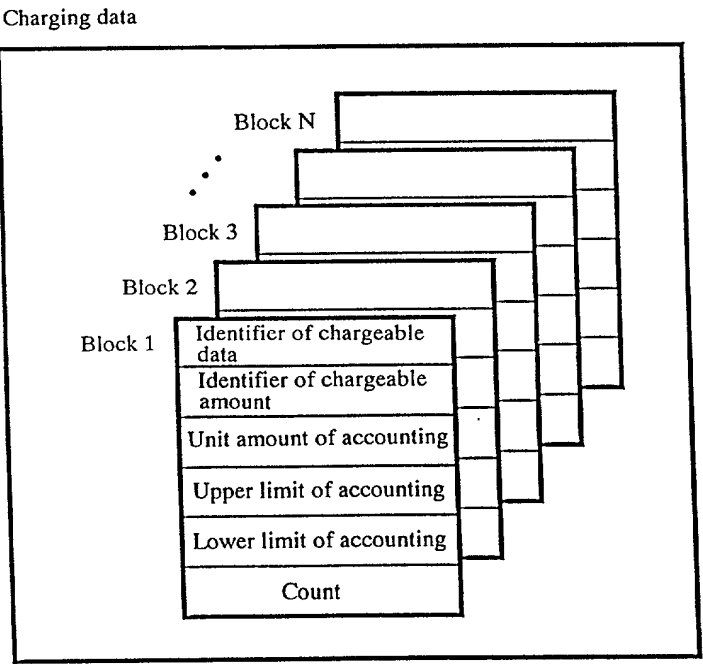 Charging data
Block N
Block 3
Block 2
Block 1
Identifier of chargeable
data
Identifier of chargeable
amount
Unit amount of accounting
Upper limit of accounting
Lower limit of accounting
Count